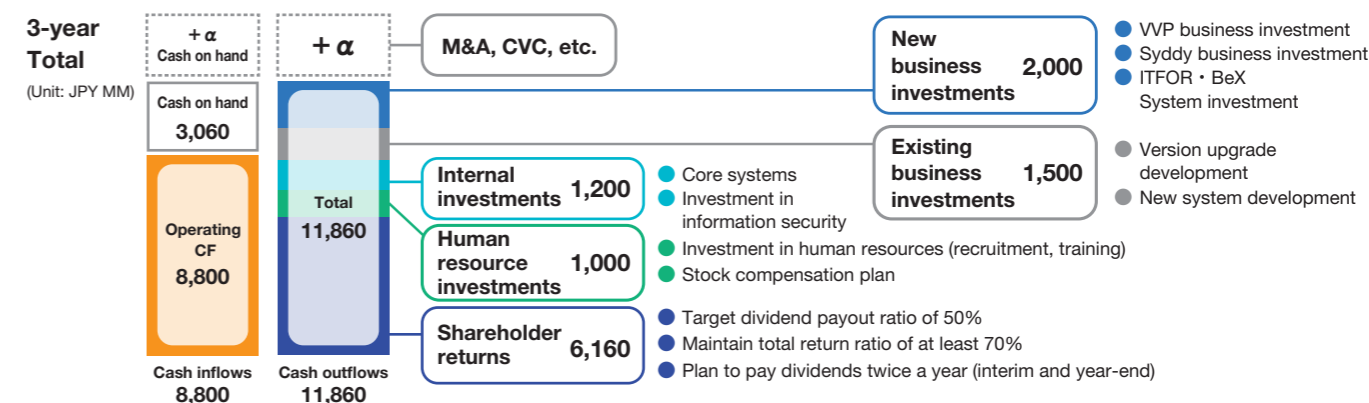 3-year
Total
(Unit: JPY MM)
+ α
Cash on hand
Cash on hand
3,060
Operating
CF
8,800
Cash inflows
8,800
+ α
Total
11,860
Cash outflows
11,860
M&A, CVC, etc.
New
business
investments
2,000
VVP business investment
Syddy business investment
ITFOR・BeX
System investment
Existing
business
investments
1,500
Version upgrade
development
New system development
Internal
investments
1,200
Core systems
Investment in
information security
Human
resource
investments
1,000
Investment in human resources (recruitment, training)
Stock compensation plan
Shareholder
returns
6,160
Target dividend payout ratio of 50%
Maintain total return ratio of at least 70%
Plan to pay dividends twice a year (interim and year-end)